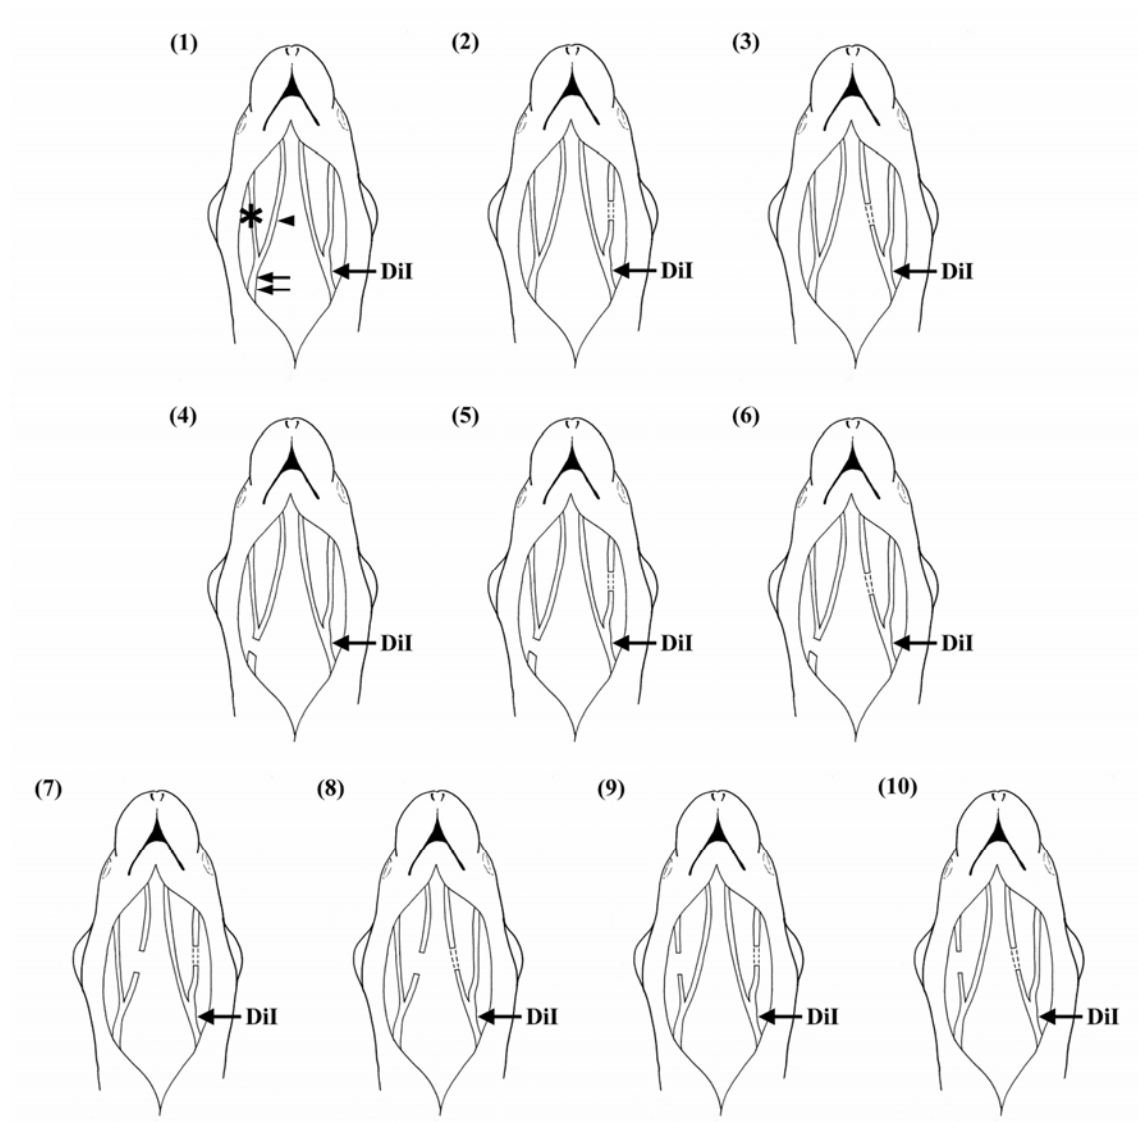 (1) (2) (3)
*
DiI DiI DiI
(4) (5) (6)
DiI DiI DiI
(7) (8) (9) (10)
DiI DiI DiI DiI